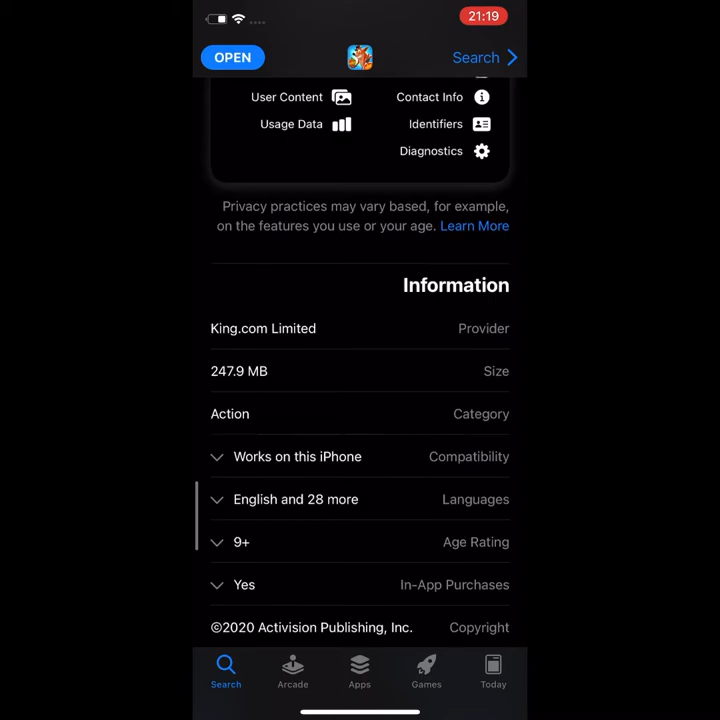 21:19
OPEN
Search
User Content
Contact Info
Usage Data
Identifiers
Diagnostics
Privacy practices may vary based, for example,
on the features you use or your age. Learn More
Information
King.com Limited
Provider
247.9 MB
Size
Action
Category
Works on this iPhone
Compatibility
English and 28 more
Languages
9+
Age Rating
Yes
In-App Purchases
©2020 Activision Publishing, Inc.
Copyright
Search
Arcade
Apps
Games
Today